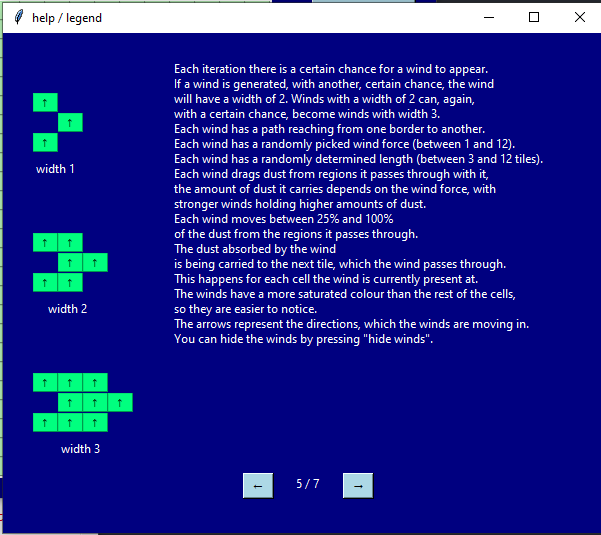 help / legend
Each iteration there is a certain chance for a wind to appear.
If a wind is generated, with another, certain chance, the wind
will have a width of 2. Winds with a width of 2 can, again,
with a certain chance, become winds with width 3.
Each wind has a path reaching from one border to another.
Each wind has a randomly picked wind force (between 1 and 12).
Each wind has a randomly determined length (between 3 and 12 tiles).
Each wind drags dust from regions it passes through with it,
the amount of dust it carries depends on the wind force, with
stronger winds holding higher amounts of dust.
Each wind moves between 25% and 100%
of the dust from the regions it passes through.
The dust absorbed by the wind
is being carried to the next tile, which the wind passes through.
This happens for each cell the wind is currently present at.
The winds have a more saturated colour than the rest of the cells,
so they are easier to notice.
The arrows represent the directions, which the winds are moving in.
You can hide the winds by pressing "hide winds".
↑
↑
↑
width 1
↑ ↑
↑ ↑
↑ ↑
width 2
↑ ↑ ↑
↑ ↑ ↑
↑ ↑ ↑
width 3
← 5 / 7 →